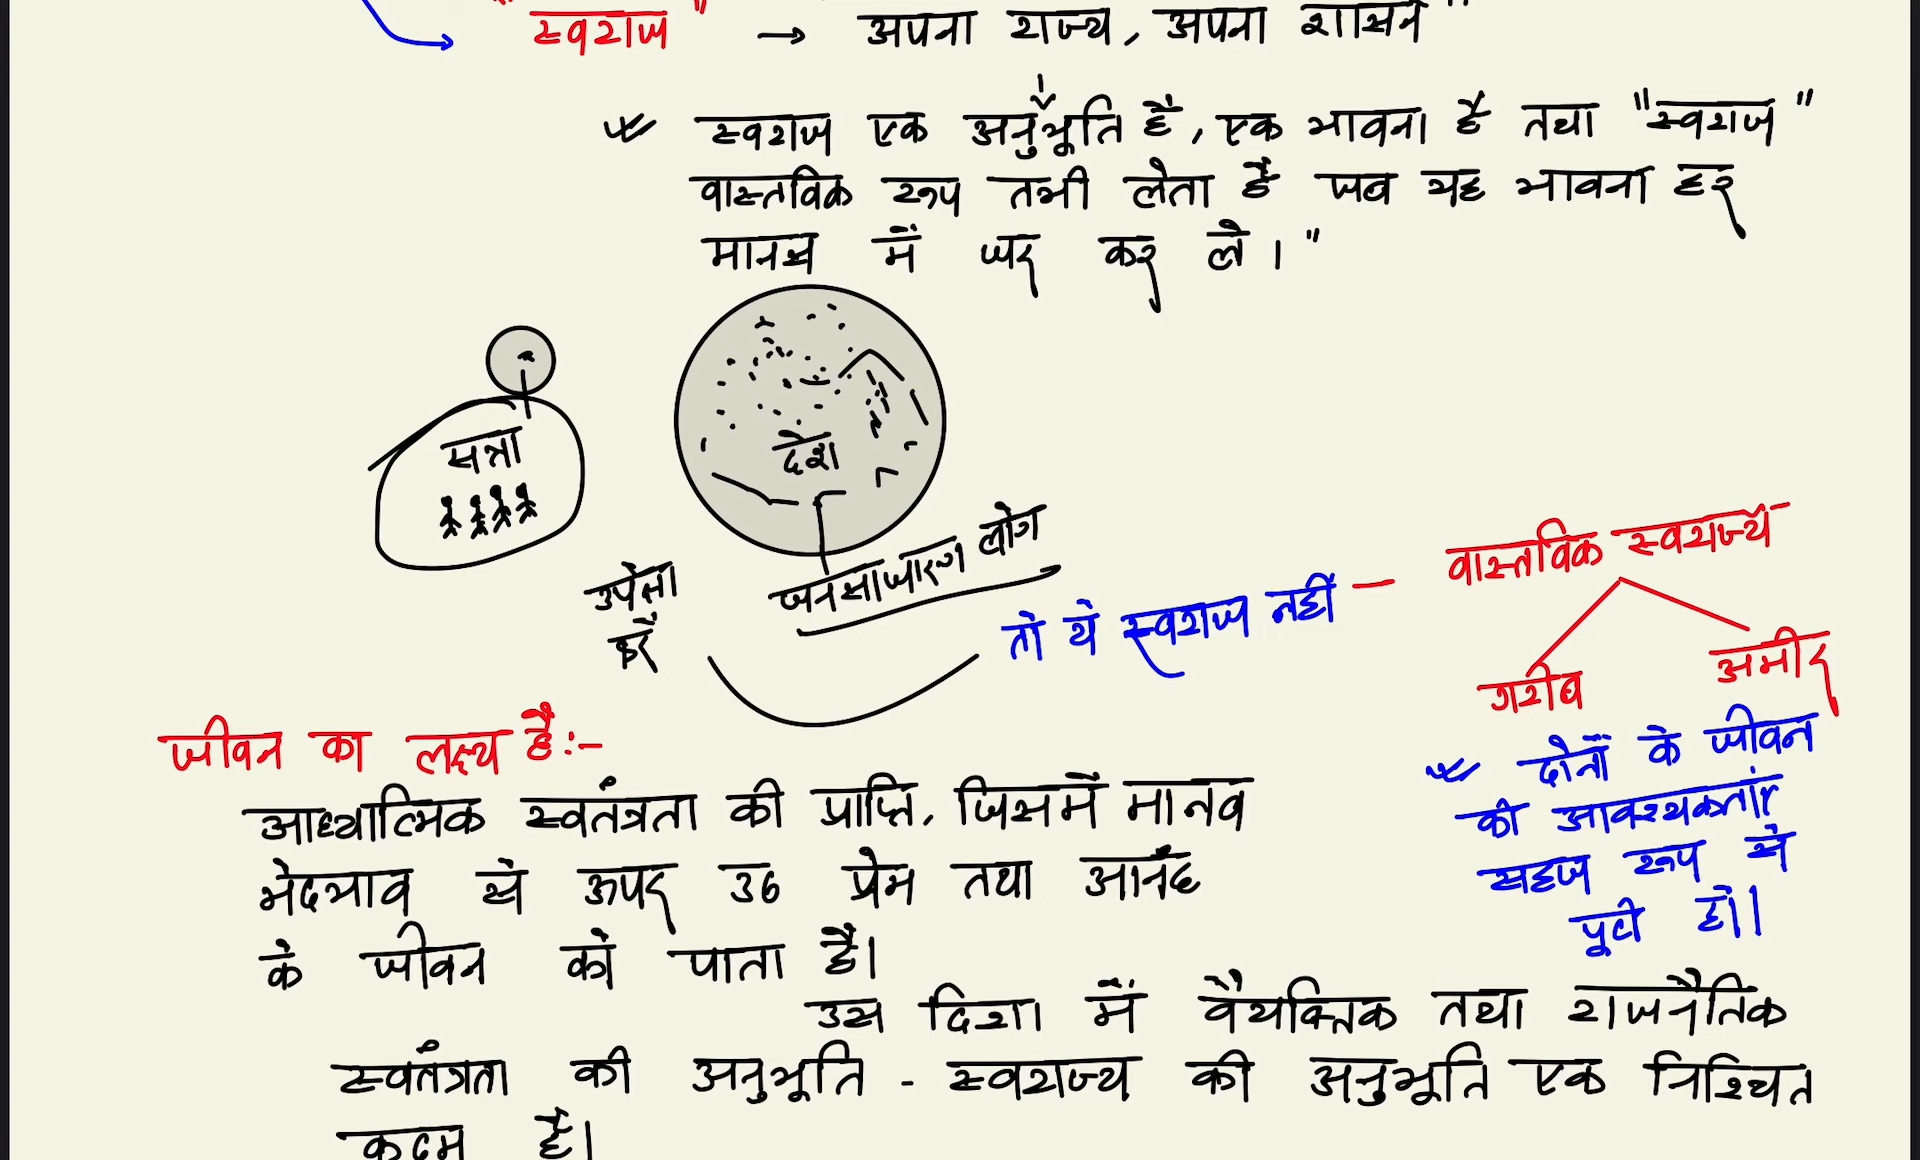 "स्वराज" → अपना राज्य, अपना शासन"
स्वराज एक अनुभूति है, एक भावना है तथा "स्वराज"
वास्तविक रूप तभी लेता है जब यह भावना हर
मानस में घर कर ले।"
सत्ता
देश
जनसाधारण लोग
उपेक्षा
करें
तो ये स्वराज नहीं - वास्तविक स्वराज्य
गरीब
अमीर
दोनों के जीवन
की आवश्यकताएं
सहज रूप से
पूर्ण हों।
जीवन का लक्ष्य है:-
आध्यात्मिक स्वतंत्रता की प्राप्ति, जिसमें मानव
भेदभाव से ऊपर उठ प्रेम तथा आनंद
के जीवन को पाता है।
उस दिशा में वैयक्तिक तथा राजनैतिक
स्वतंत्रता की अनुभूति - स्वराज्य की अनुभूति एक निश्चित
कदम है।